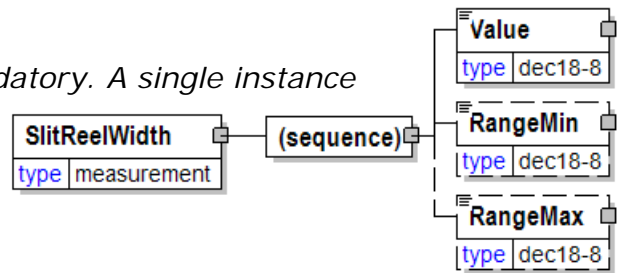 Value
type dec18-8
datory. A single instance
SlitReelWidth
type measurement
(sequence)
RangeMin
type dec18-8
RangeMax
type dec18-8